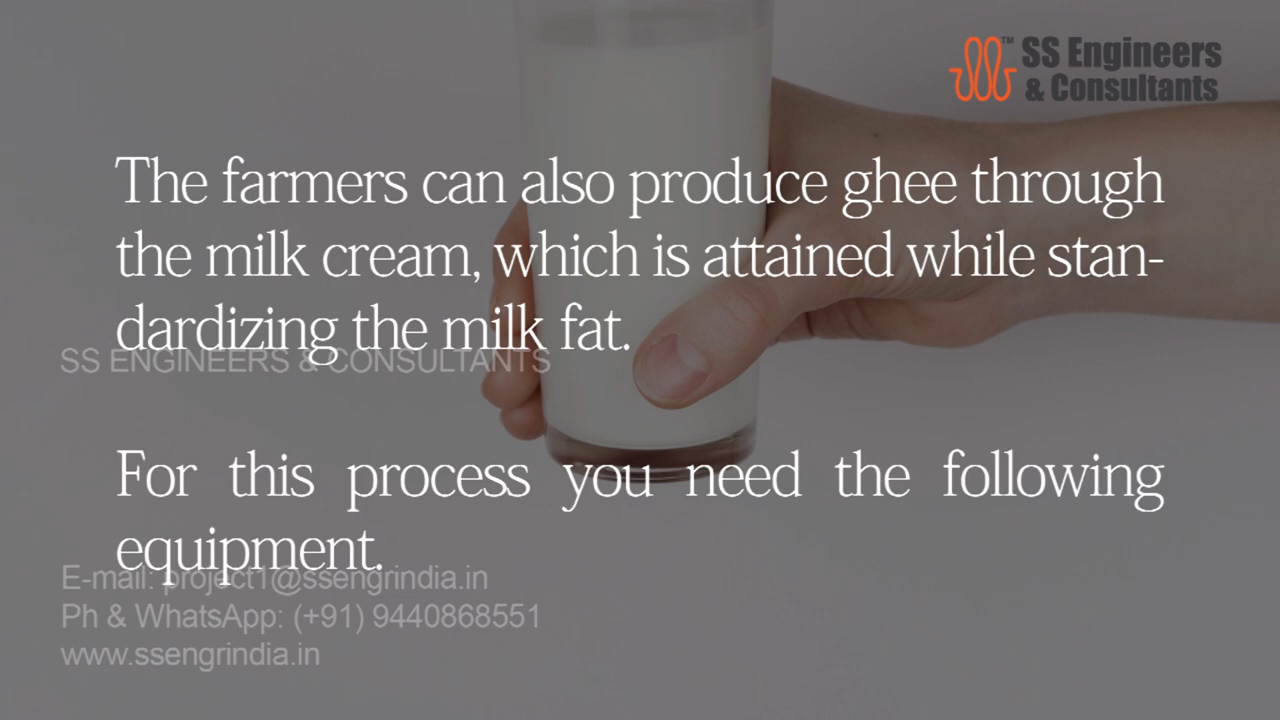 SS Engineers
& Consultants
TM
The farmers can also produce ghee through
the milk cream, which is attained while stan-
dardizing the milk fat.
SS ENGINEERS & CONSULTANTS
For this process you need the following
equipment.
E-mail: project1@ssengrindia.in
Ph & WhatsApp: (+91) 9440868551
www.ssengrindia.in